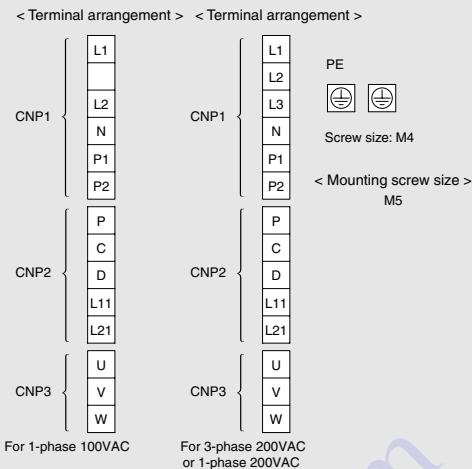 < Terminal arrangement >
CNP1
L1
L2
N
P1
P2
CNP2
P
C
D
L11
L21
CNP3
U
V
W
For 1-phase 100VAC
< Terminal arrangement >
CNP1
L1
L2
L3
N
P1
P2
CNP2
P
C
D
L11
L21
CNP3
U
V
W
For 3-phase 200VAC
or 1-phase 200VAC
PE
Screw size: M4
< Mounting screw size >
M5